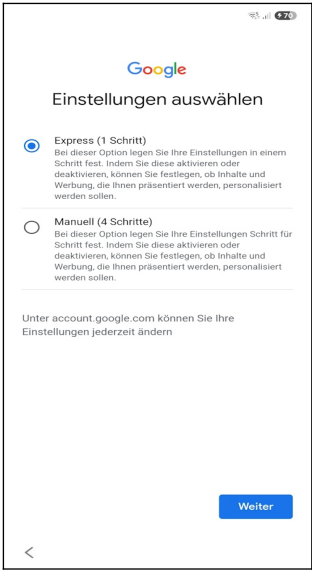 70
Google
Einstellungen auswählen
Express (1 Schritt)
Bei dieser Option legen Sie Ihre Einstellungen in einem
Schritt fest. Indem Sie diese aktivieren oder
deaktivieren, können Sie festlegen, ob Inhalte und
Werbung, die Ihnen präsentiert werden, personalisiert
werden sollen.
Manuell (4 Schritte)
Bei dieser Option legen Sie Ihre Einstellungen Schritt für
Schritt fest. Indem Sie diese aktivieren oder
deaktivieren, können Sie festlegen, ob Inhalte und
Werbung, die Ihnen präsentiert werden, personalisiert
werden sollen.
Unter account.google.com können Sie Ihre
Einstellungen jederzeit ändern
Weiter